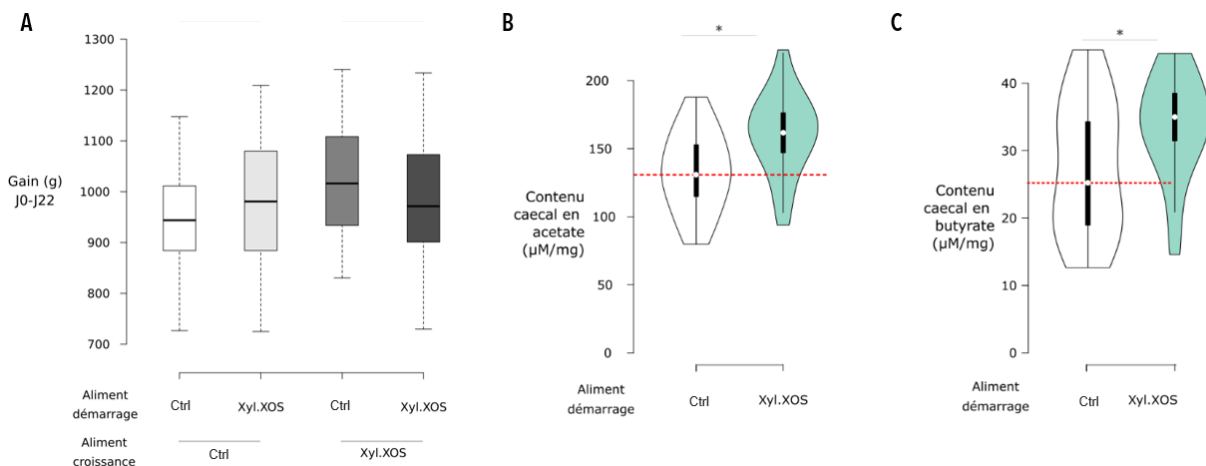 A
1300
1200
1100
1000
900
800
700
Gain (g)
J0-J22
Aliment
démarrage
Ctrl
Xyl.XOS
Ctrl
Xyl.XOS
Aliment
croissance
Ctrl
Xyl.XOS
B
*
200
150
100
50
0
Contenu
caecal en
acetate
(µM/mg)
Aliment
démarrage
Ctrl
Xyl.XOS
C
*
40
30
20
10
0
Contenu
caecal en
butyrate
(µM/mg)
Aliment
démarrage
Ctrl
Xyl.XOS